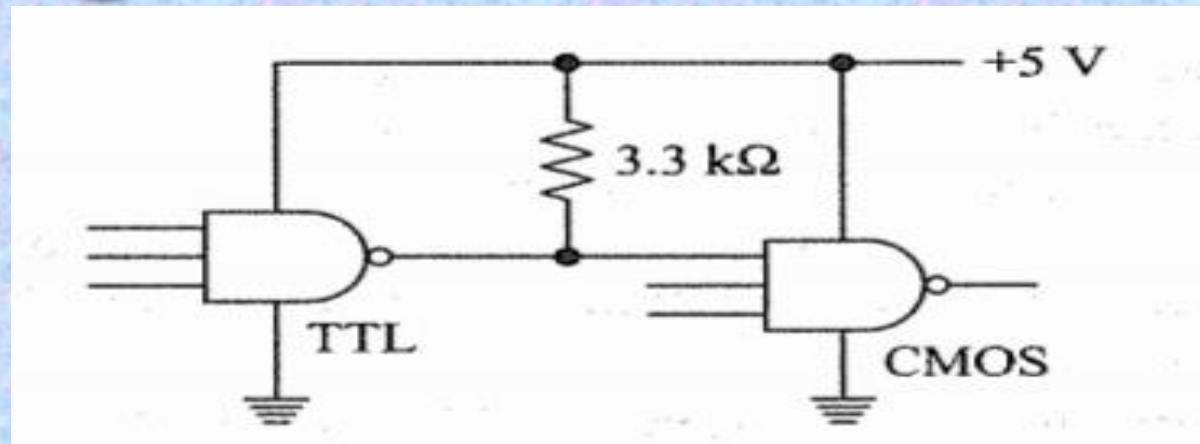 +5 V
3.3 kΩ
TTL
CMOS